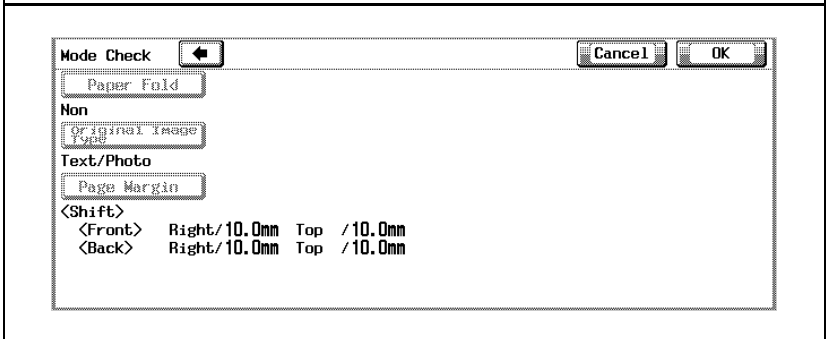 Mode Check Cancel OK
Paper Fold
Non
Original Image
Type
Text/Photo
Page Margin
<Shift>
<Front> Right/10.0mm Top /10.0mm
<Back> Right/10.0mm Top /10.0mm